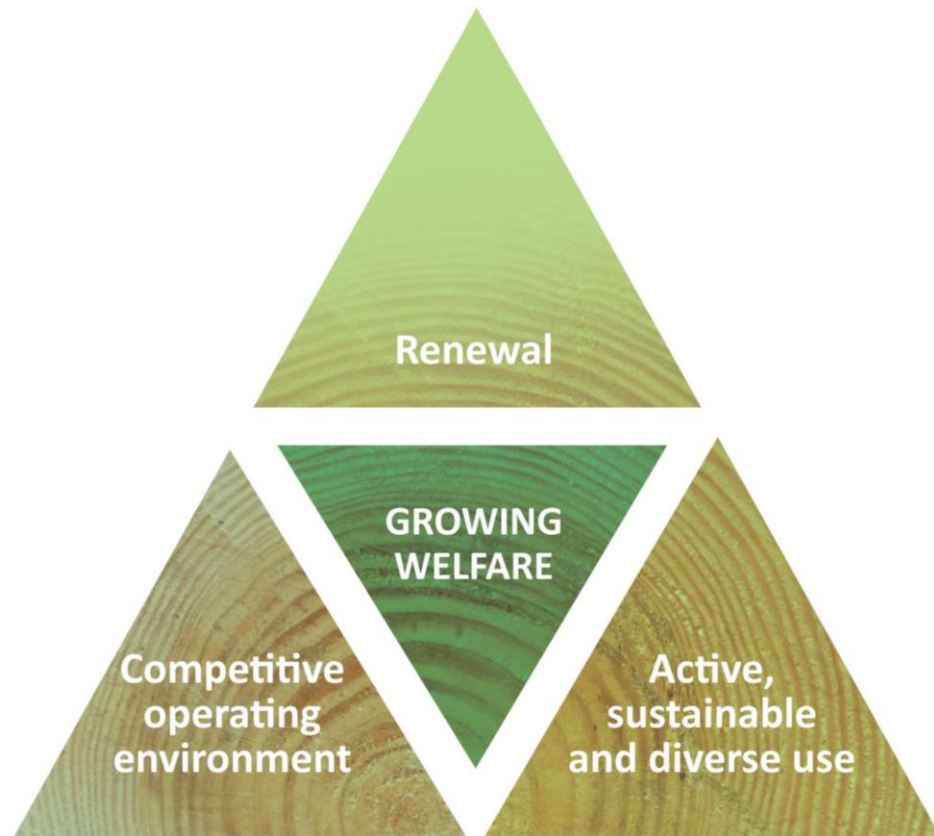 Renewal
GROWING
WELFARE
Competitive
operating
environment
Active,
sustainable
and diverse use